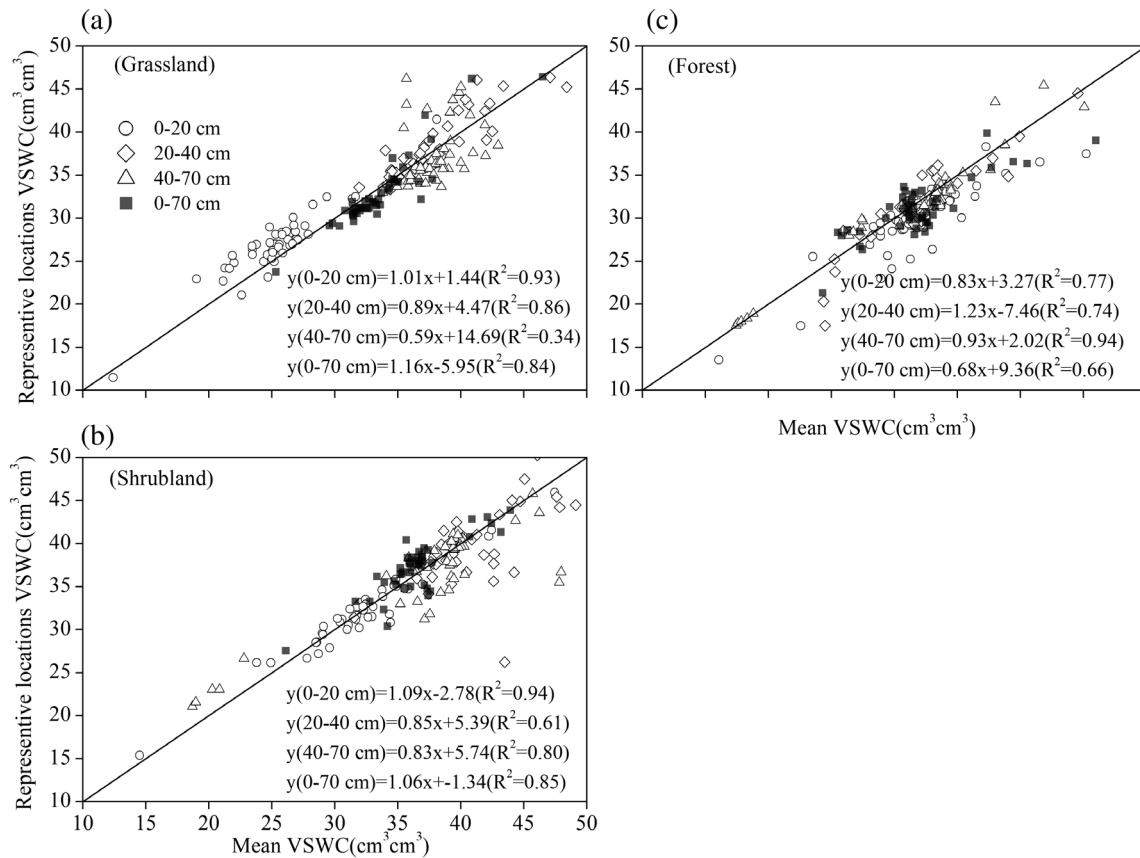 (a)
Representive locations VSWC(cm³cm³)
50
45
40
35
30
25
20
15
10
(Grassland)
0-20 cm
20-40 cm
40-70 cm
0-70 cm
y(0-20 cm)=1.01x+1.44(R²=0.93)
y(20-40 cm)=0.89x+4.47(R²=0.86)
y(40-70 cm)=0.59x+14.69(R²=0.34)
y(0-70 cm)=1.16x-5.95(R²=0.84)
(c)
50
45
40
35
30
25
20
15
10
(Forest)
y(0-20 cm)=0.83x+3.27(R²=0.77)
y(20-40 cm)=1.23x-7.46(R²=0.74)
y(40-70 cm)=0.93x+2.02(R²=0.94)
y(0-70 cm)=0.68x+9.36(R²=0.66)
Mean VSWC(cm³cm³)
(b)
Representive locations VSWC(cm³cm³)
50
45
40
35
30
25
20
15
10
(Shrubland)
y(0-20 cm)=1.09x-2.78(R²=0.94)
y(20-40 cm)=0.85x+5.39(R²=0.61)
y(40-70 cm)=0.83x+5.74(R²=0.80)
y(0-70 cm)=1.06x+-1.34(R²=0.85)
10 15 20 25 30 35 40 45 50
Mean VSWC(cm³cm³)